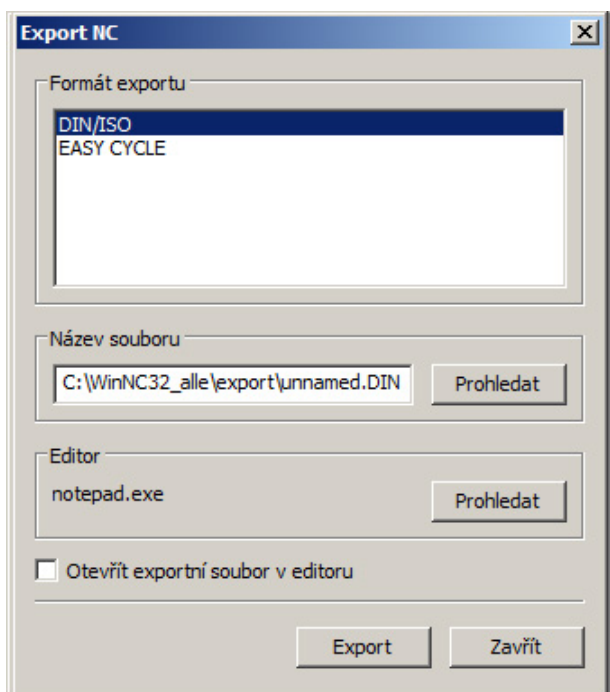 Export NC
Formát exportu
DIN/ISO
EASY CYCLE
Název souboru
C:\WinNC32_alle\export\unnamed.DIN Prohledat
Editor
notepad.exe Prohledat
Otevřít exportní soubor v editoru
Export Zavřít